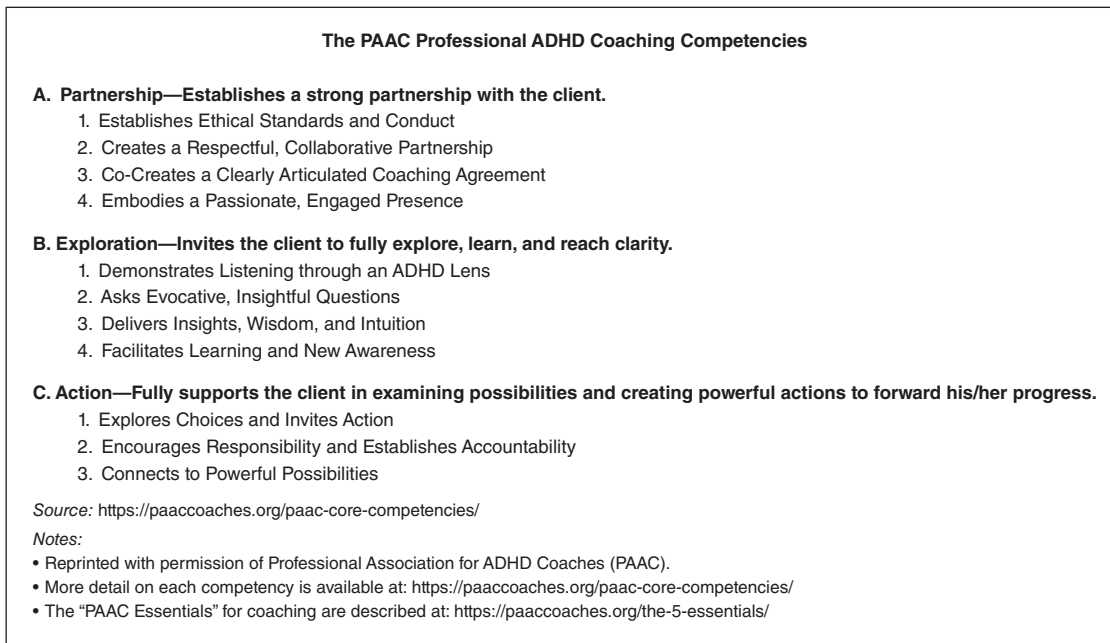 The PAAC Professional ADHD Coaching Competencies
A. Partnership—Establishes a strong partnership with the client.
1. Establishes Ethical Standards and Conduct
2. Creates a Respectful, Collaborative Partnership
3. Co-Creates a Clearly Articulated Coaching Agreement
4. Embodies a Passionate, Engaged Presence
B. Exploration—Invites the client to fully explore, learn, and reach clarity.
1. Demonstrates Listening through an ADHD Lens
2. Asks Evocative, Insightful Questions
3. Delivers Insights, Wisdom, and Intuition
4. Facilitates Learning and New Awareness
C. Action—Fully supports the client in examining possibilities and creating powerful actions to forward his/her progress.
1. Explores Choices and Invites Action
2. Encourages Responsibility and Establishes Accountability
3. Connects to Powerful Possibilities
Source: https://paaccoaches.org/paac-core-competencies/
Notes:
• Reprinted with permission of Professional Association for ADHD Coaches (PAAC).
• More detail on each competency is available at: https://paaccoaches.org/paac-core-competencies/
• The “PAAC Essentials” for coaching are described at: https://paaccoaches.org/the-5-essentials/